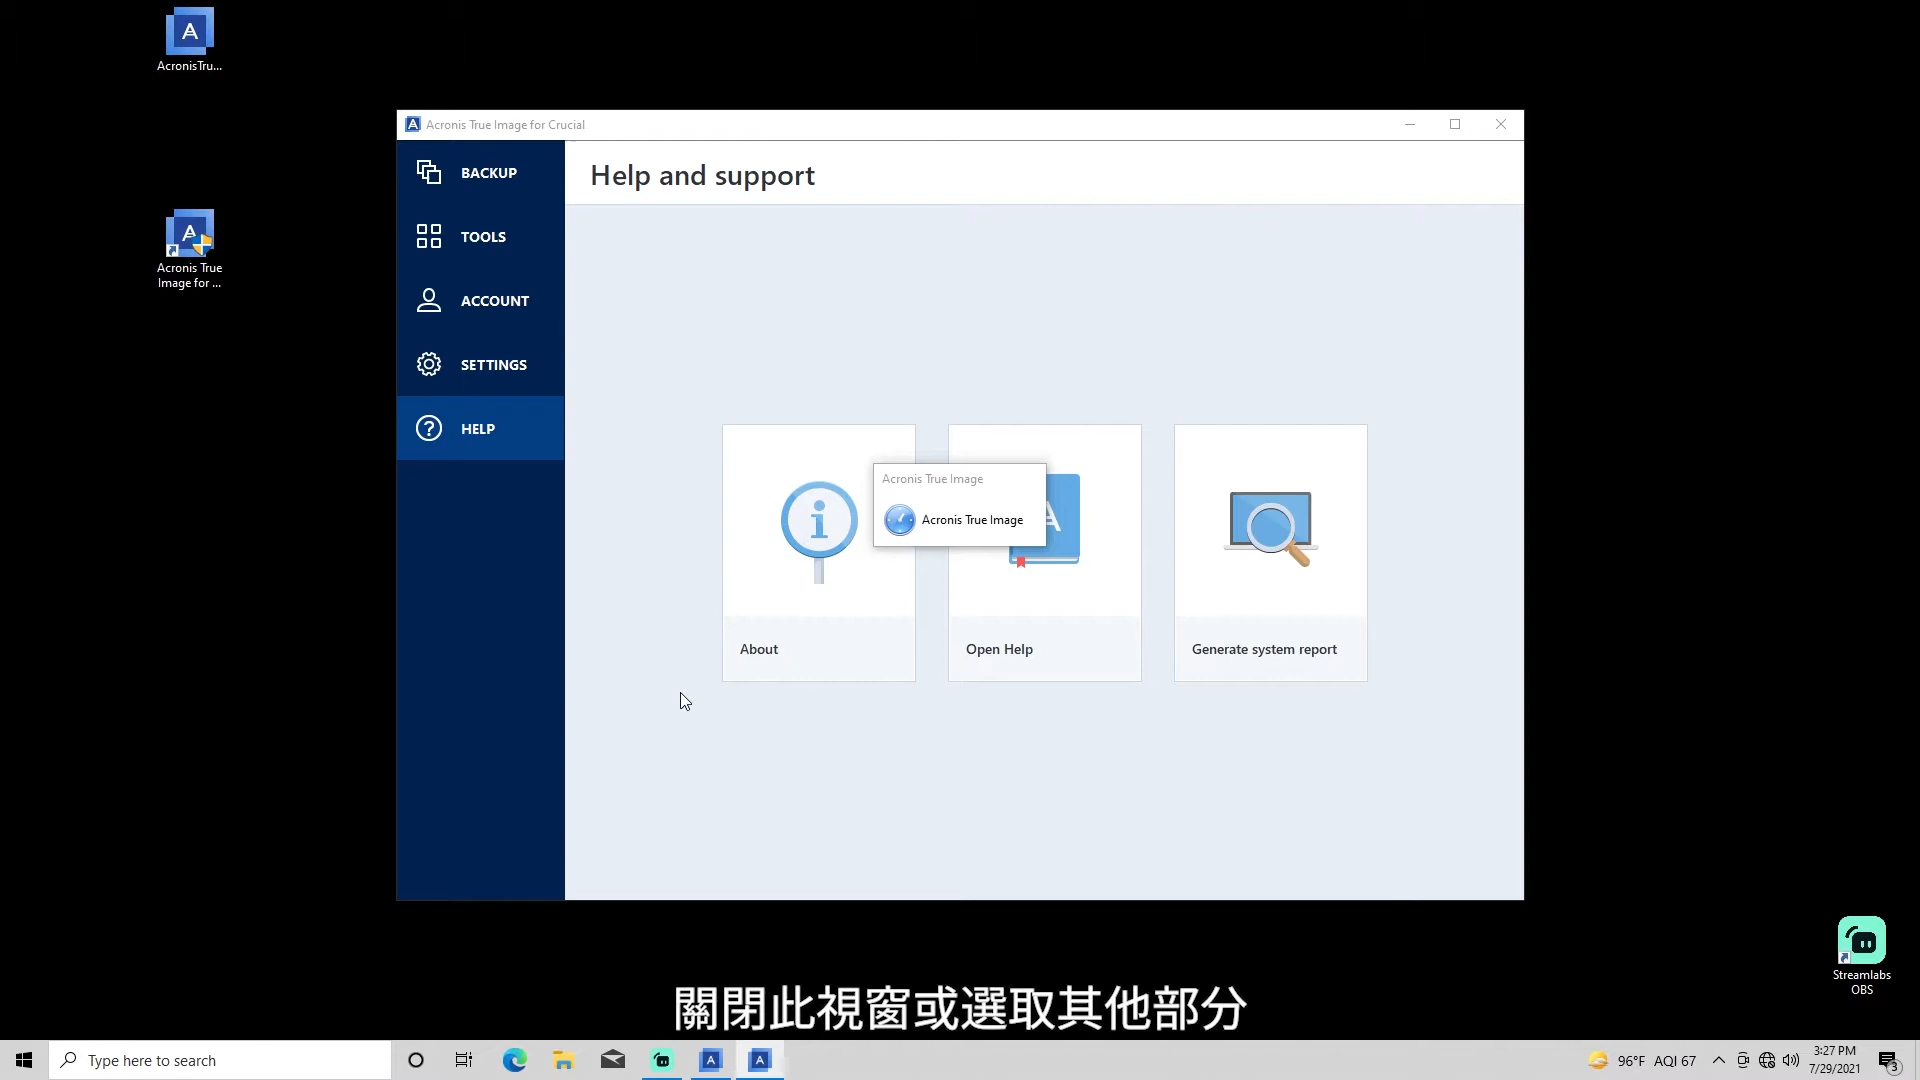 AcronisTru...
Acronis True
Image for ...
Acronis True Image for Crucial
BACKUP
TOOLS
ACCOUNT
SETTINGS
HELP
Help and support
Acronis True Image
Acronis True Image
About
Open Help
Generate system report
Streamlabs
OBS
關閉此視窗或選取其他部分
Type here to search
96°F AQI 67
3:27 PM
7/29/2021
3